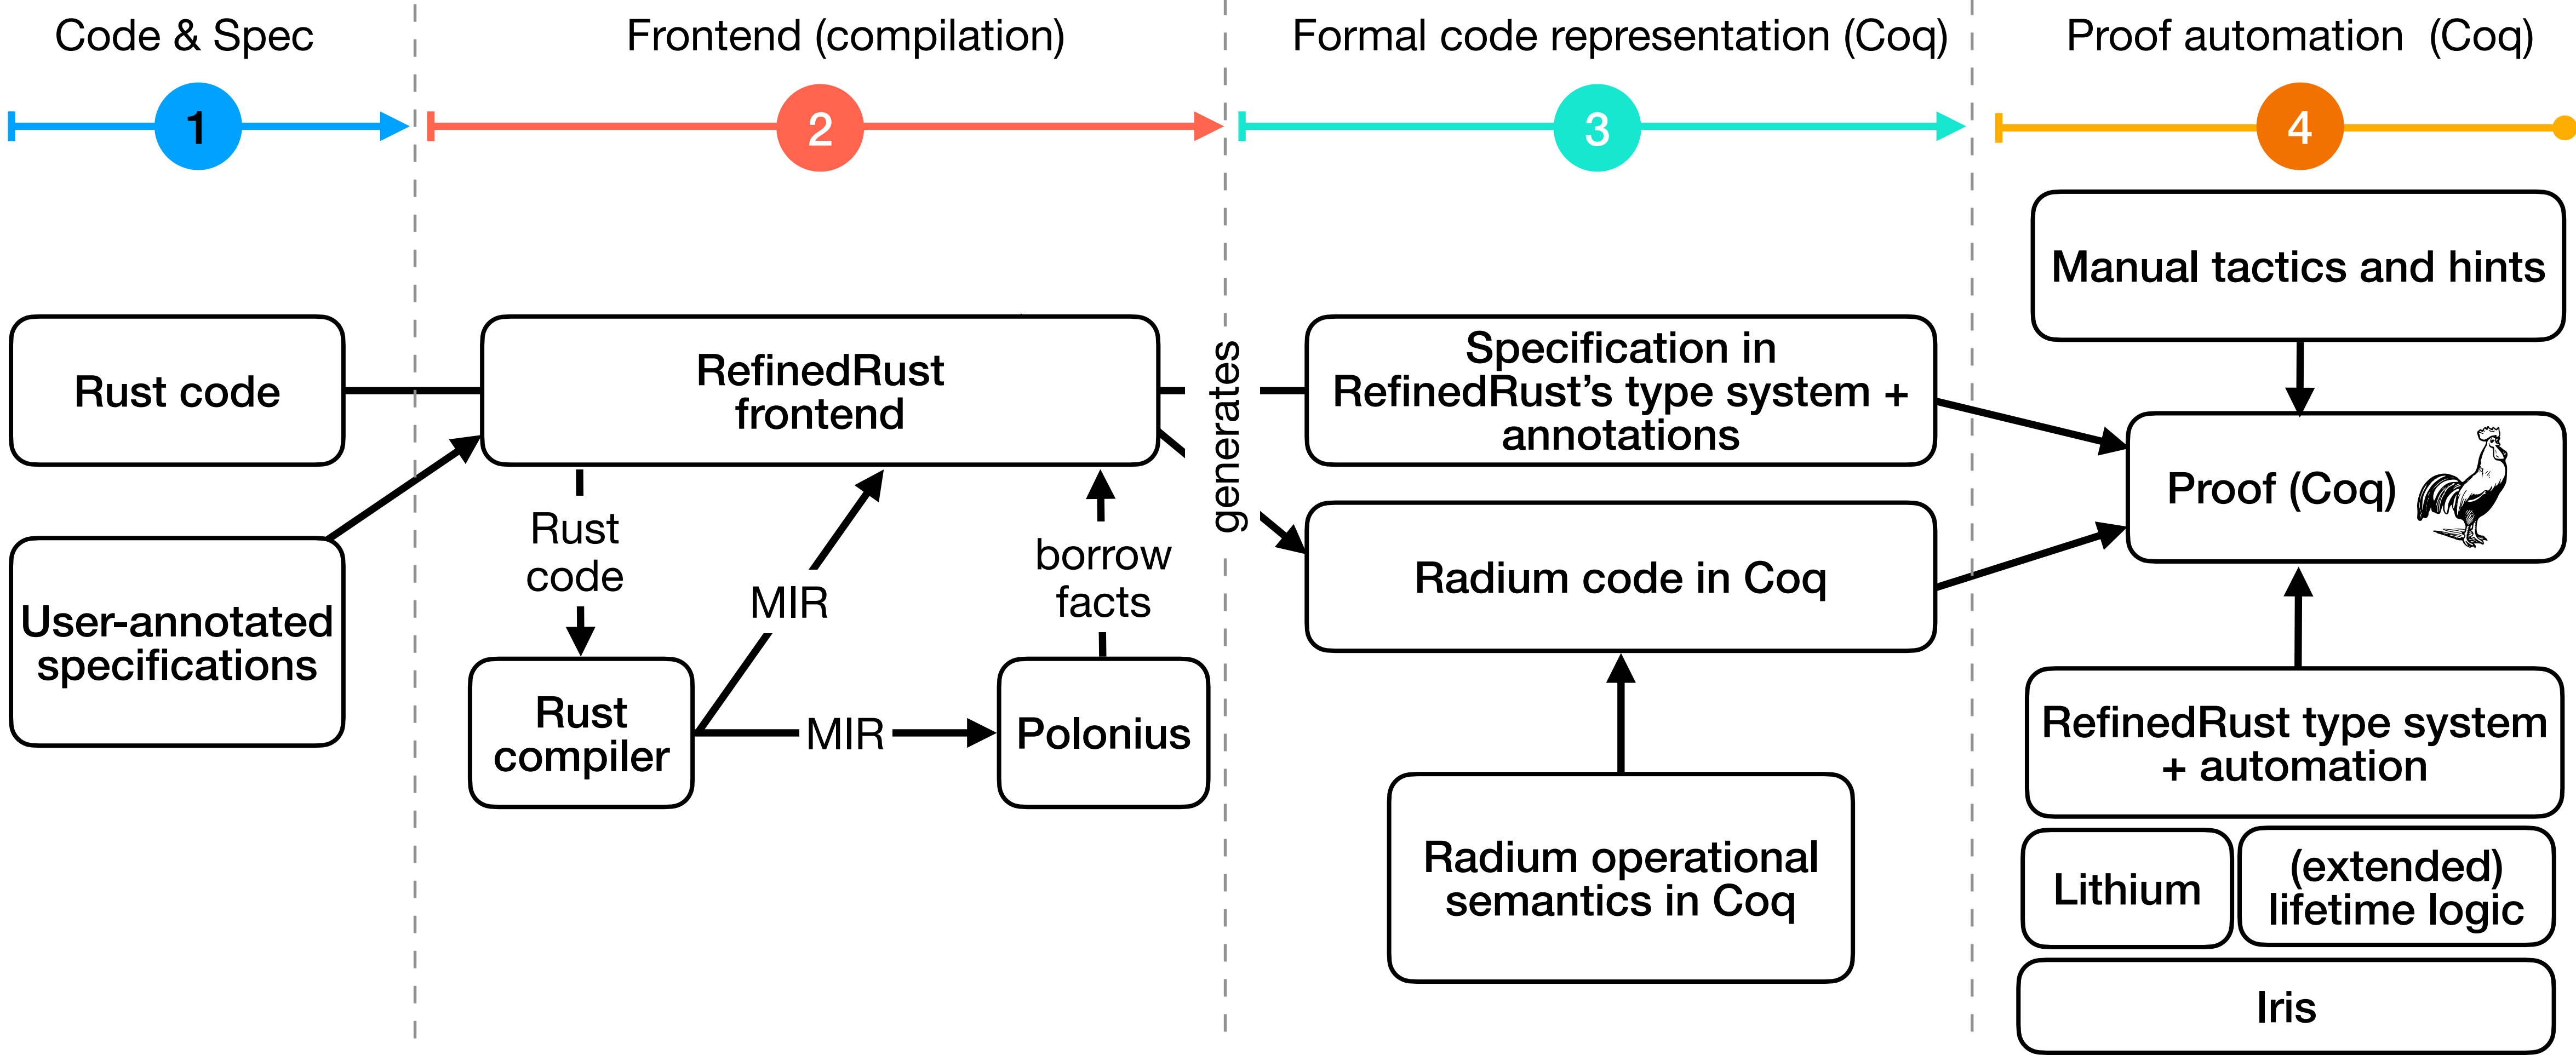 Code & Spec
Frontend (compilation)
Formal code representation (Coq)
Proof automation (Coq)
1
2
3
4
Rust code
User-annotated
specifications
RefinedRust
frontend
Rust
code
MIR
borrow
facts
Rust
compiler
MIR
Polonius
generates
Specification in
RefinedRust’s type system +
annotations
Radium code in Coq
Radium operational
semantics in Coq
Manual tactics and hints
Proof (Coq)
RefinedRust type system
+ automation
Lithium
(extended)
lifetime logic
Iris